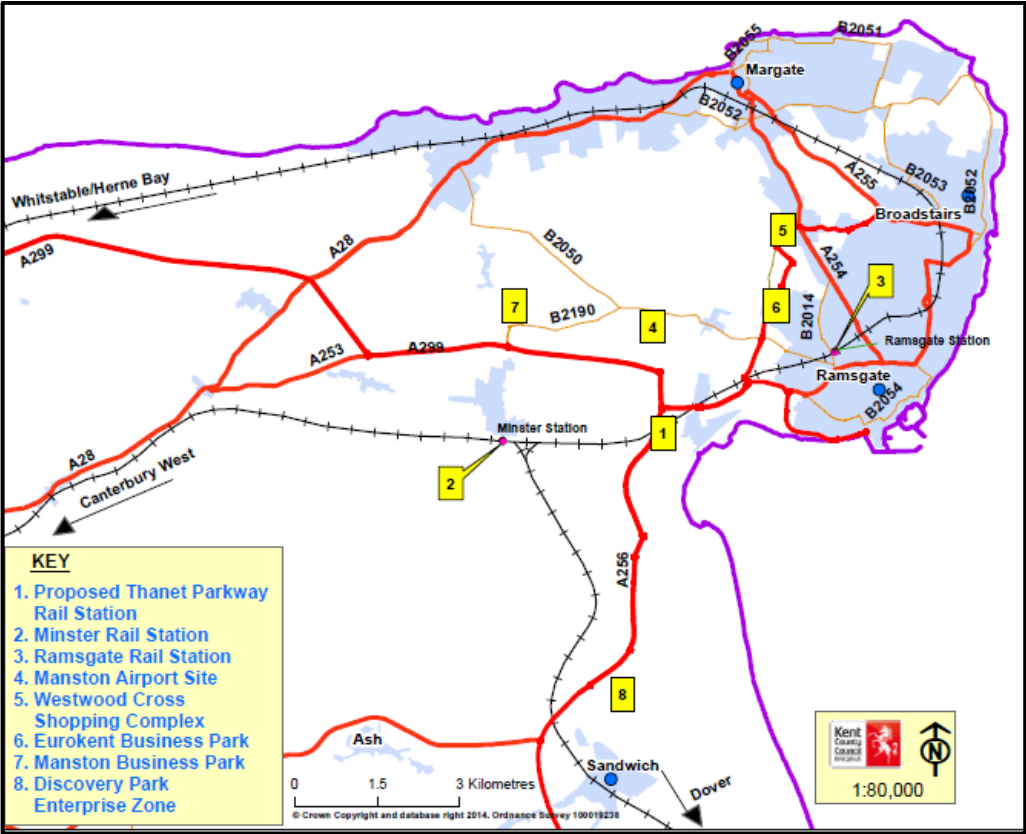 B2051
B2055
Margate
B2052
Whitstable/Herne Bay
A255
B2053
B2052
Broadstairs
A299
A28
B2050
5
A254
3
7
B2190
4
6
B2014
Ramsgate Station
A253
A299
Ramsgate
B2054
1
Minster Station
A28
Canterbury West
2
A256
KEY
1. Proposed Thanet Parkway
Rail Station
2. Minster Rail Station
3. Ramsgate Rail Station
4. Manston Airport Site
5. Westwood Cross
Shopping Complex
6. Eurokent Business Park
7. Manston Business Park
8. Discovery Park
Enterprise Zone
8
Ash
Sandwich
Dover
0 1.5 3 Kilometres
© Crown Copyright and database right 2014. Ordnance Survey 100019238
Kent
County
Council
N
1:80,000